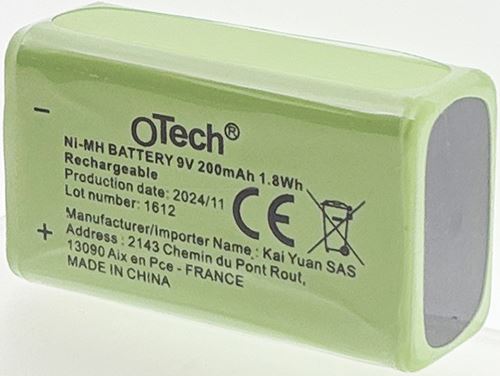 OTech®
Ni-MH BATTERY 9V 200mAh 1.8Wh
Rechargeable
Production date: 2024/11
Lot number: 1612
Manufacturer/Importer Name : Kai Yuan SAS
Address : 2143 Chemin du Pont Rout,
13090 Aix en Pce - FRANCE
MADE IN CHINA
CE
-
+